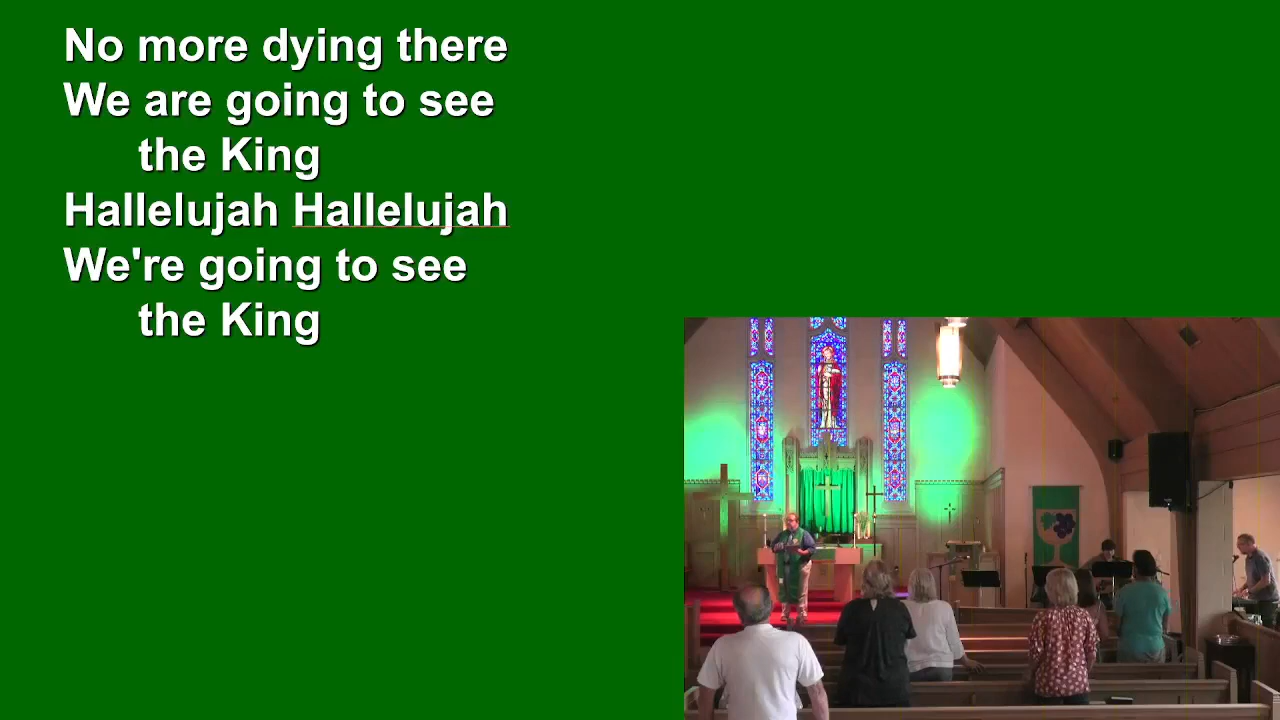 No more dying there
We are going to see
the King
Hallelujah Hallelujah
We're going to see
the King